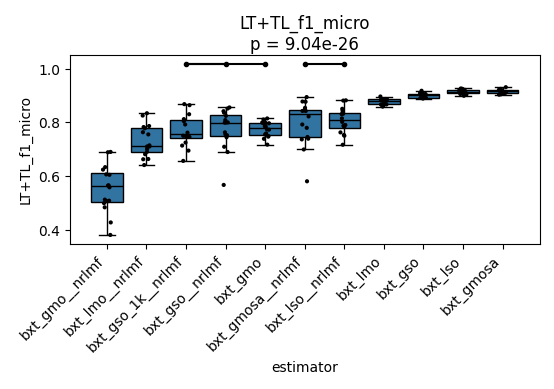 LT+TL_f1_micro
p = 9.04e-26
LT+TL_f1_micro
1.0
0.8
0.6
0.4
bxt_gmo__nrlmf
bxt_lmo__nrlmf
bxt_gso_1k__nrlmf
bxt_gso__nrlmf
bxt_gmo
bxt_gmosa__nrlmf
bxt_lso__nrlmf
bxt_lmo
bxt_gso
bxt_lso
bxt_gmosa
estimator